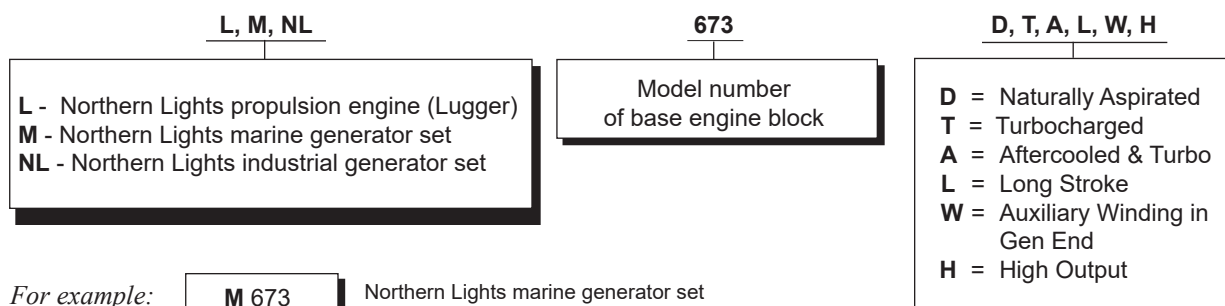 L, M, NL
L - Northern Lights propulsion engine (Lugger)
M - Northern Lights marine generator set
NL - Northern Lights industrial generator set
673
Model number
of base engine block
D, T, A, L, W, H
D = Naturally Aspirated
T = Turbocharged
A = Aftercooled & Turbo
L = Long Stroke
W = Auxiliary Winding in
Gen End
H = High Output
For example:
M 673
Northern Lights marine generator set